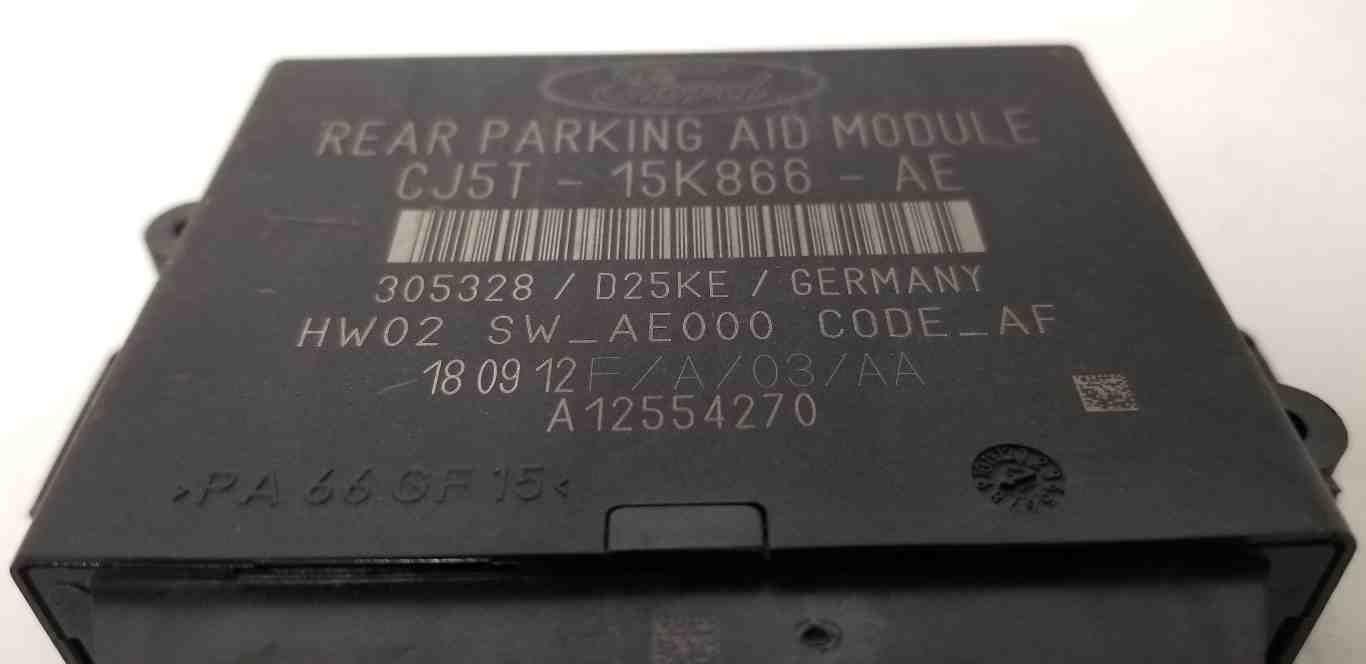 Ford
REAR PARKING AID MODULE
CJ5T - 15K866 - AE
305328 / D25KE / GERMANY
HW02 SW_AE000 CODE_AF
18 09 12 F/A/03/AA
A12554270
>PA 66 GF 15<